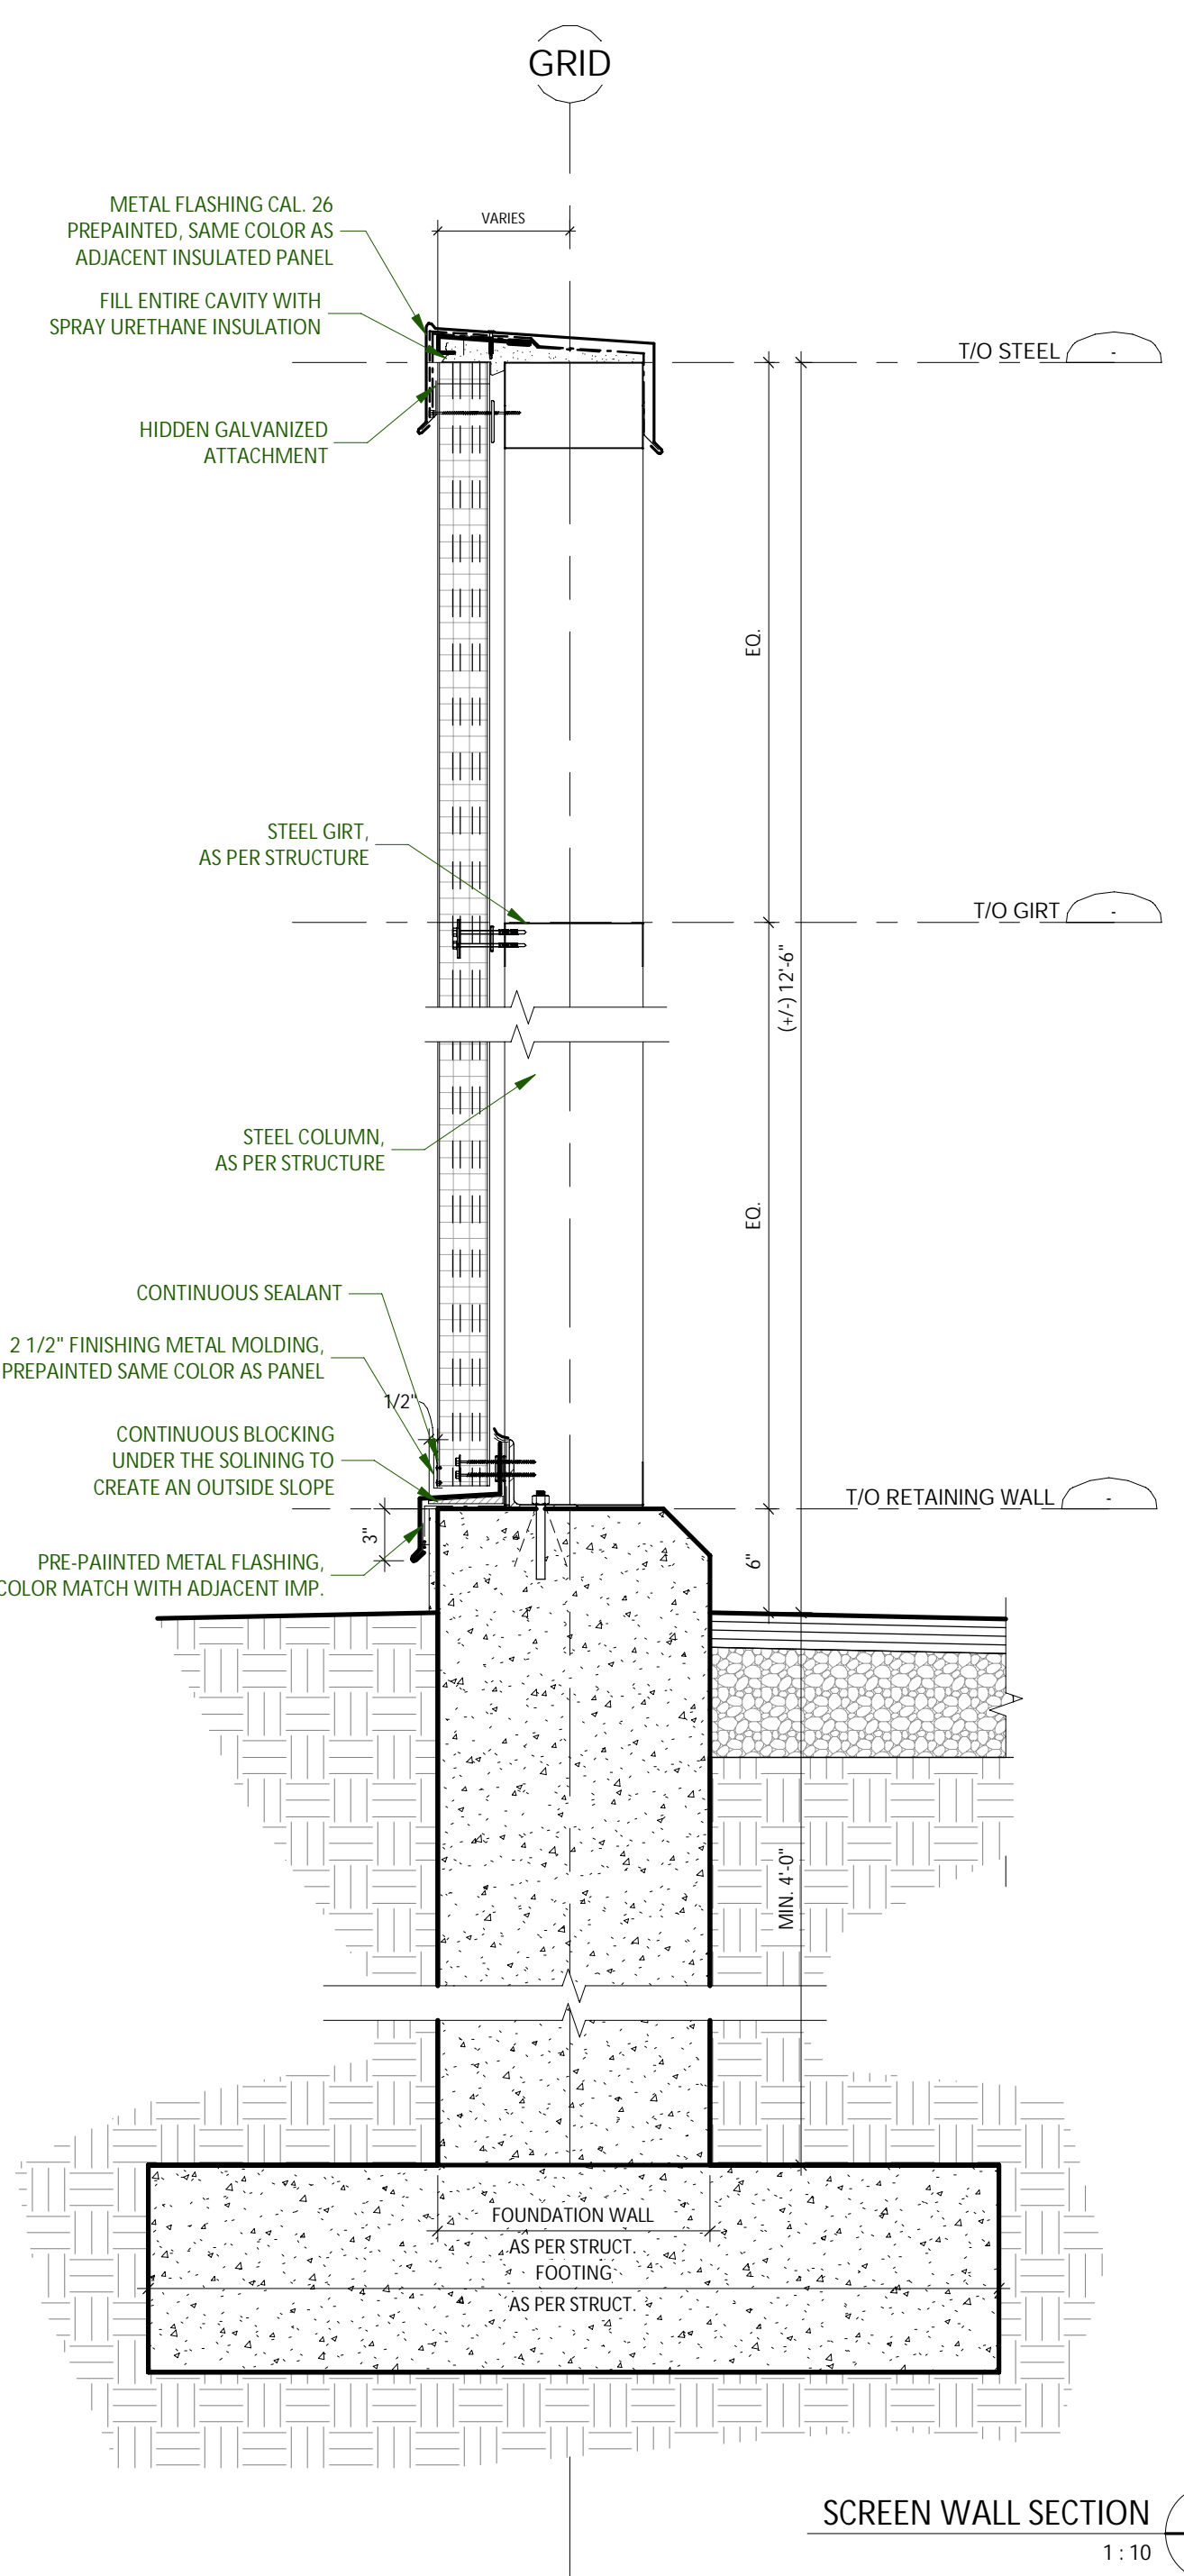 GRID
METAL FLASHING CAL. 26
PREPAINTED, SAME COLOR AS
ADJACENT INSULATED PANEL
VARIES
FILL ENTIRE CAVITY WITH
SPRAY URETHANE INSULATION
T/O STEEL
-
HIDDEN GALVANIZED
ATTACHMENT
EQ.
STEEL GIRT,
AS PER STRUCTURE
T/O GIRT
-
(+/-) 12'-6"
STEEL COLUMN,
AS PER STRUCTURE
EQ.
CONTINUOUS SEALANT
2 1/2" FINISHING METAL MOLDING,
PREPAINTED SAME COLOR AS PANEL
1/2"
CONTINUOUS BLOCKING
UNDER THE SOLINING TO
CREATE AN OUTSIDE SLOPE
T/O RETAINING WALL
-
3"
6"
PRE-PAIINTED METAL FLASHING,
COLOR MATCH WITH ADJACENT IMP.
MIN. 4'-0"
FOUNDATION WALL
AS PER STRUCT.
FOOTING
AS PER STRUCT.
SCREEN WALL SECTION
1 : 10